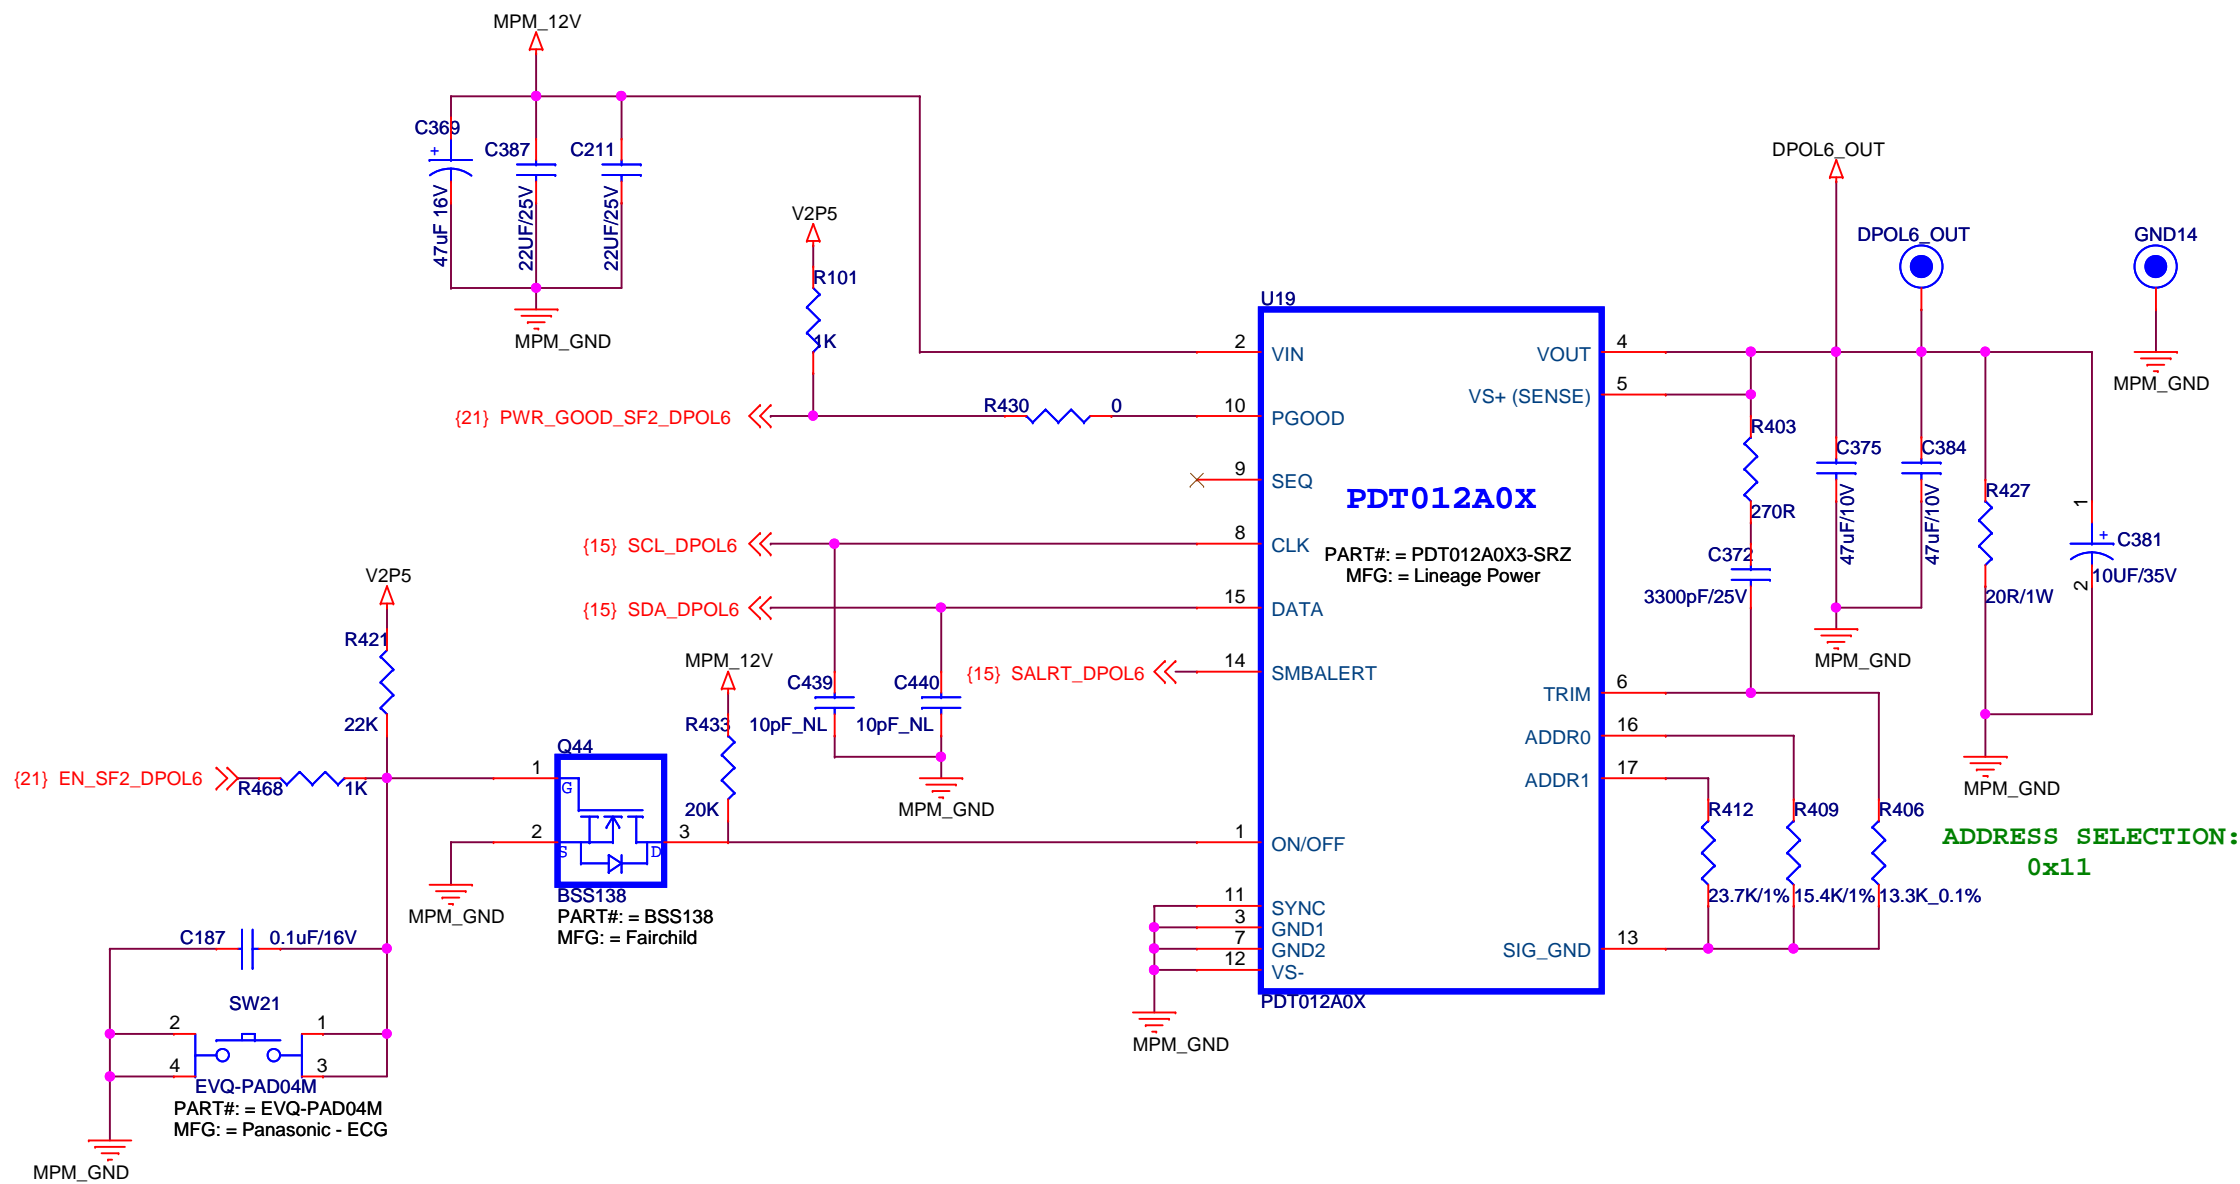 MPM_12V
C369
+
47uF 16V
C387
22UF/25V
C211
22UF/25V
MPM_GND
V2P5
R101
1K
{21} PWR_GOOD_SF2_DPOL6
R430
0
{15} SCL_DPOL6
{15} SDA_DPOL6
{15} SALRT_DPOL6
C439
10pF_NL
C440
10pF_NL
MPM_GND
MPM_12V
R433
20K
V2P5
R421
22K
{21} EN_SF2_DPOL6
R468
1K
Q44
1
G
2
S
3
D
BSS138
PART#: = BSS138
MFG: = Fairchild
MPM_GND
C187
0.1uF/16V
SW21
2
1
4
3
EVQ-PAD04M
PART#: = EVQ-PAD04M
MFG: = Panasonic - ECG
MPM_GND
U19
2
VIN
10
PGOOD
9
SEQ
8
CLK
15
DATA
14
SMBALERT
1
ON/OFF
11
SYNC
3
GND1
7
GND2
12
VS-
MPM_GND
PDT012A0X
PART#: = PDT012A0X3-SRZ
MFG: = Lineage Power
PDT012A0X
VOUT
4
VS+ (SENSE)
5
TRIM
6
ADDR0
16
ADDR1
17
SIG_GND
13
DPOL6_OUT
DPOL6_OUT
GND14
MPM_GND
R403
270R
C372
3300pF/25V
C375
47uF/10V
C384
47uF/10V
MPM_GND
R427
20R/1W
1
+
C381
10UF/35V
2
MPM_GND
R412
23.7K/1%
R409
15.4K/1%
R406
13.3K_0.1%
ADDRESS SELECTION:
0x11